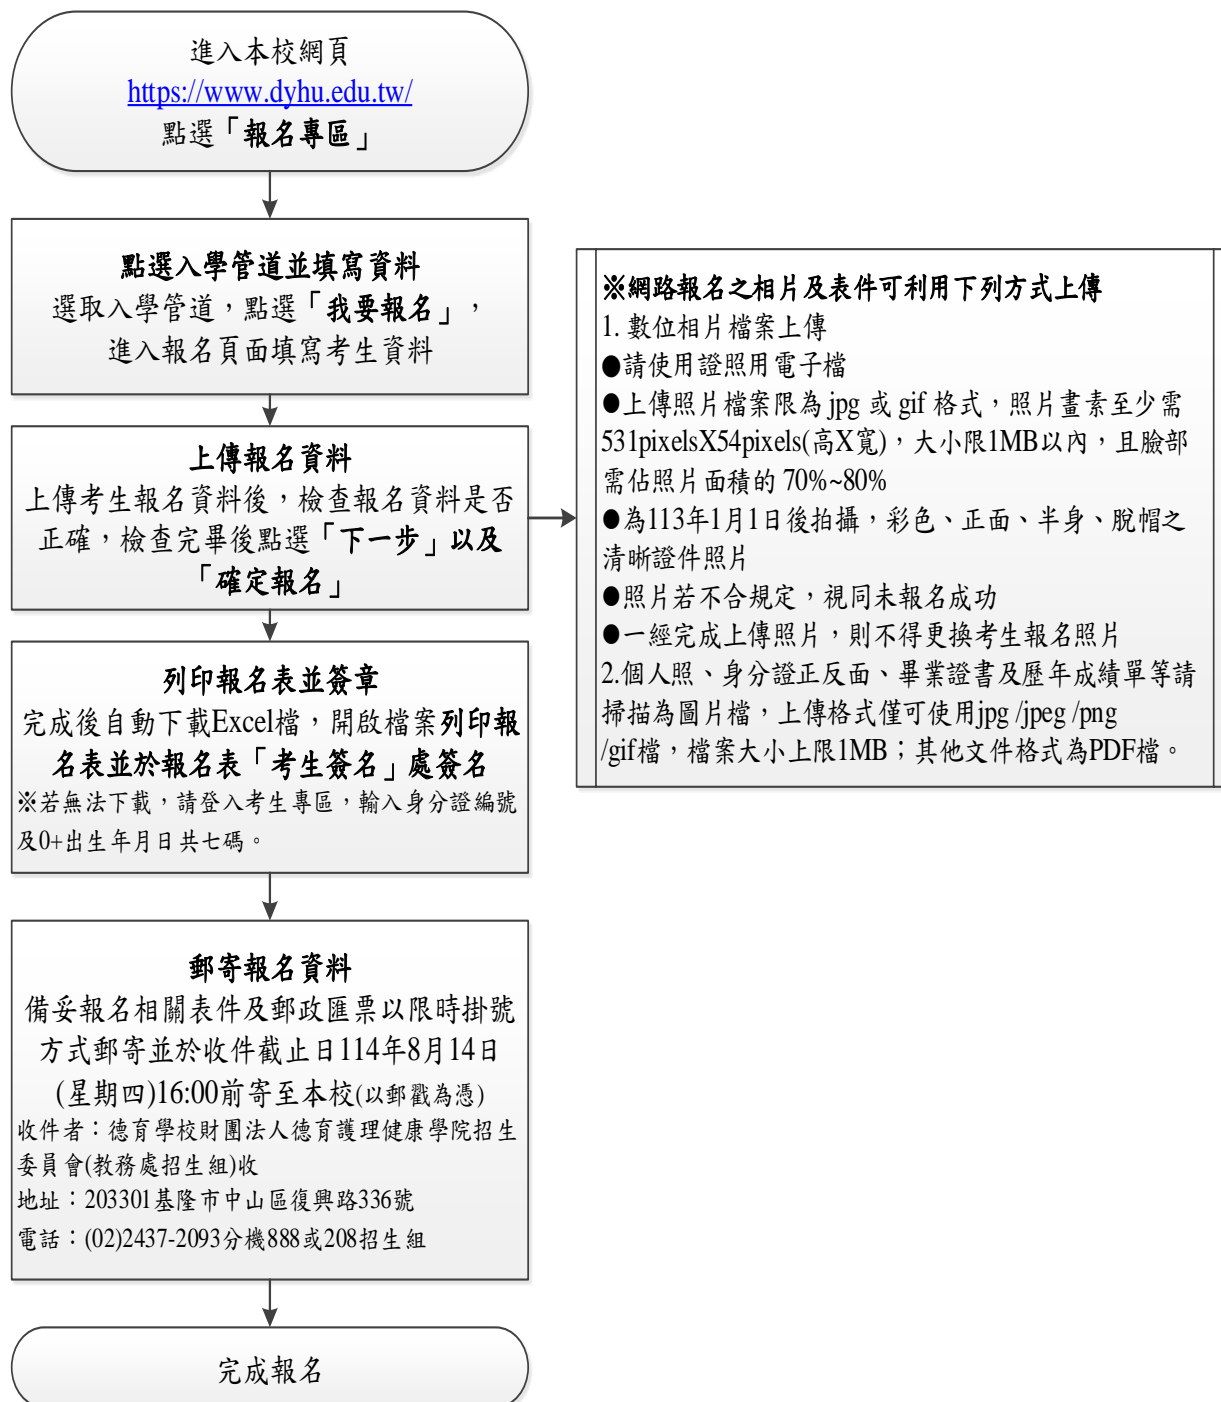 進入本校網頁
https://www.dyhu.edu.tw/
點選「報名專區」
點選入學管道並填寫資料
選取入學管道，點選「我要報名」，
進入報名頁面填寫考生資料
上傳報名資料
上傳考生報名資料後，檢查報名資料是否
正確，檢查完畢後點選「下一步」以及
「確定報名」
※網路報名之相片及表件可利用下列方式上傳
1. 數位相片檔案上傳
●請使用證照用電子檔
●上傳照片檔案限為 jpg 或 gif 格式，照片畫素至少需
531pixelsX54pixels(高X寬)，大小限1MB以內，且臉部
需佔照片面積的 70%~80%
●為113年1月1日後拍攝，彩色、正面、半身、脫帽之
清晰證件照片
●照片若不合規定，視同未報名成功
●一經完成上傳照片，則不得更換考生報名照片
2.個人照、身分證正反面、畢業證書及歷年成績單等請
掃描為圖片檔，上傳格式僅可使用jpg /jpeg /png
/gif檔，檔案大小上限1MB；其他文件格式為PDF檔。
列印報名表並簽章
完成後自動下載Excel檔，開啟檔案列印報
名表並於報名表「考生簽名」處簽名
※若無法下載，請登入考生專區，輸入身分證編號
及0+出生年月日共七碼。
郵寄報名資料
備妥報名相關表件及郵政匯票以限時掛號
方式郵寄並於收件截止日114年8月14日
(星期四)16:00前寄至本校(以郵戳為憑)
收件者：德育學校財團法人德育護理健康學院招生
委員會(教務處招生組)收
地址：203301基隆市中山區復興路336號
電話：(02)2437-2093分機888或208招生組
完成報名